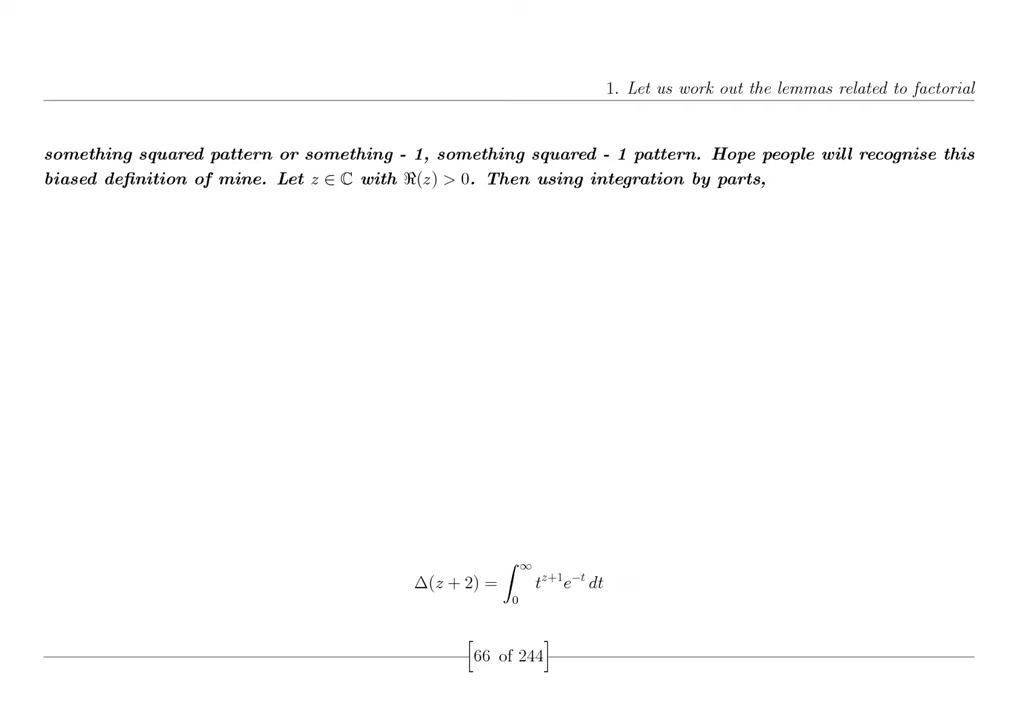 1. Let us work out the lemmas related to factorial
something squared pattern or something - 1, something squared - 1 pattern. Hope people will recognise this
biased definition of mine. Let z ∈ ℂ with ℜ(z) > 0. Then using integration by parts,
Δ(z + 2) = ∫₀^∞ t^{z+1} e^{−t} dt
[66 of 244]